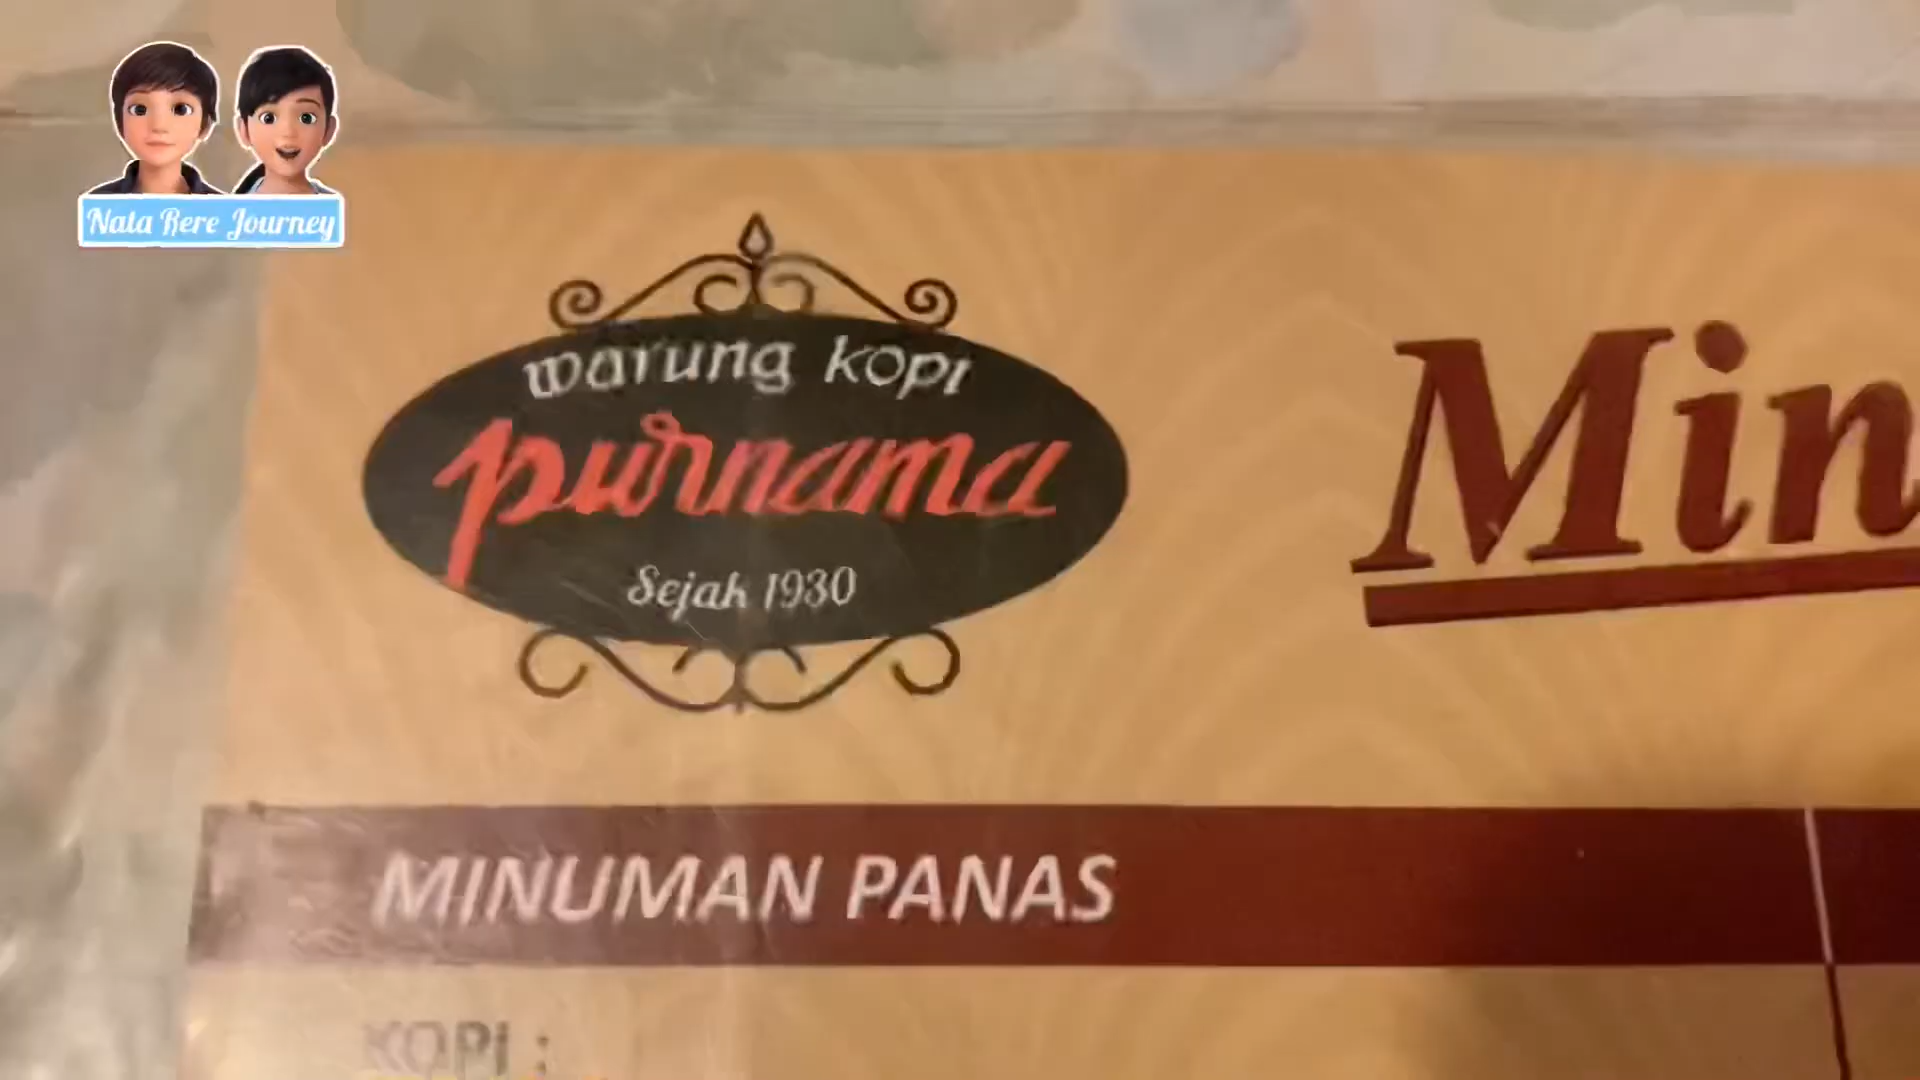 Nata Rere Journey
warung kopi
purnama
Sejak 1930
Min
MINUMAN PANAS
KOPI :